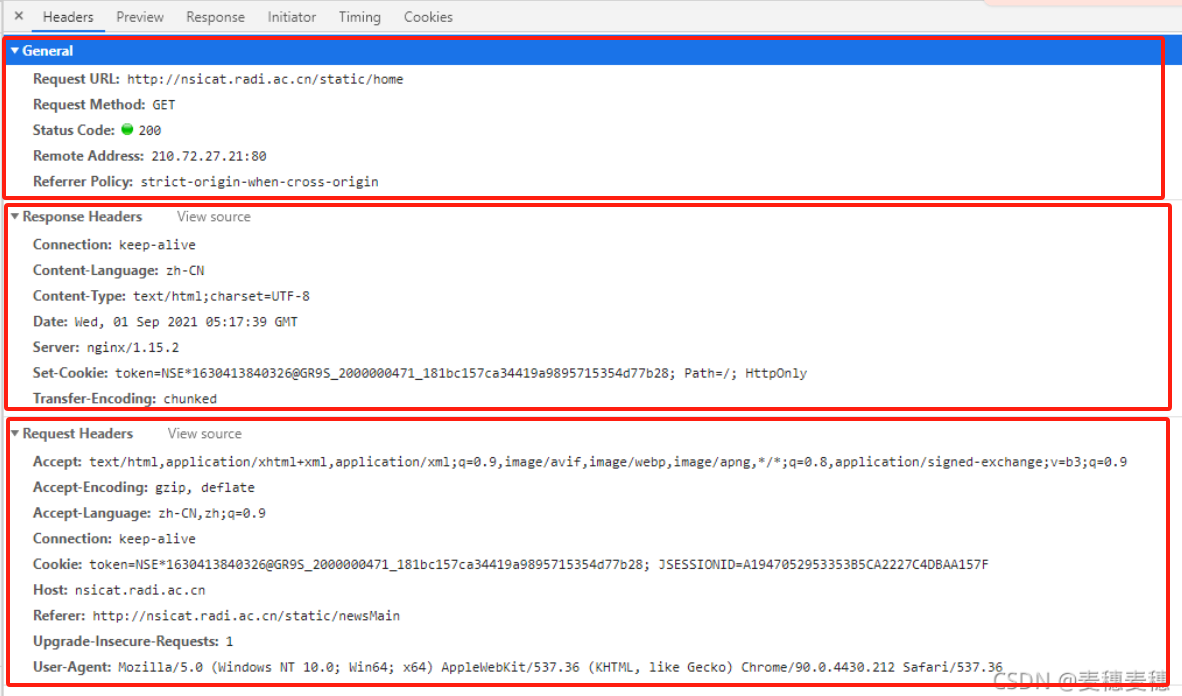 × Headers Preview Response Initiator Timing Cookies
▼ General
Request URL: http://nsicat.radi.ac.cn/static/home
Request Method: GET
Status Code: 200
Remote Address: 210.72.27.21:80
Referrer Policy: strict-origin-when-cross-origin
▼ Response Headers View source
Connection: keep-alive
Content-Language: zh-CN
Content-Type: text/html;charset=UTF-8
Date: Wed, 01 Sep 2021 05:17:39 GMT
Server: nginx/1.15.2
Set-Cookie: token=NSE*1630413840326@GR9S_2000000471_181bc157ca34419a9895715354d77b28; Path=/; HttpOnly
Transfer-Encoding: chunked
▼ Request Headers View source
Accept: text/html,application/xhtml+xml,application/xml;q=0.9,image/avif,image/webp,image/apng,*/*;q=0.8,application/signed-exchange;v=b3;q=0.9
Accept-Encoding: gzip, deflate
Accept-Language: zh-CN,zh;q=0.9
Connection: keep-alive
Cookie: token=NSE*1630413840326@GR9S_2000000471_181bc157ca34419a9895715354d77b28; JSESSIONID=A1947052953353B5CA2227C4DBAA157F
Host: nsicat.radi.ac.cn
Referer: http://nsicat.radi.ac.cn/static/newsMain
Upgrade-Insecure-Requests: 1
User-Agent: Mozilla/5.0 (Windows NT 10.0; Win64; x64) AppleWebKit/537.36 (KHTML, like Gecko) Chrome/90.0.4430.212 Safari/537.36
CSDN @麦穗麦穗